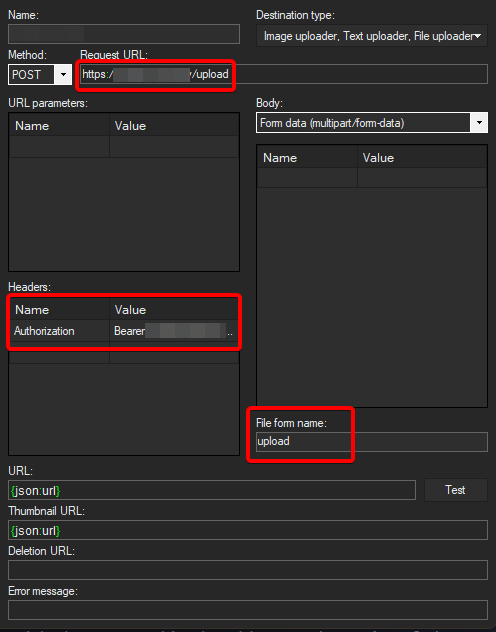 Name:
Destination type:
Image uploader, Text uploader, File uploader
Method:
Request URL:
POST
https:/ /upload
URL parameters:
Body:
Form data (multipart/form-data)
Name Value
Name Value
Headers:
Name Value
Authorization Bearer ..
File form name:
upload
URL:
{json:url}
Test
Thumbnail URL:
{json:url}
Deletion URL:
Error message: